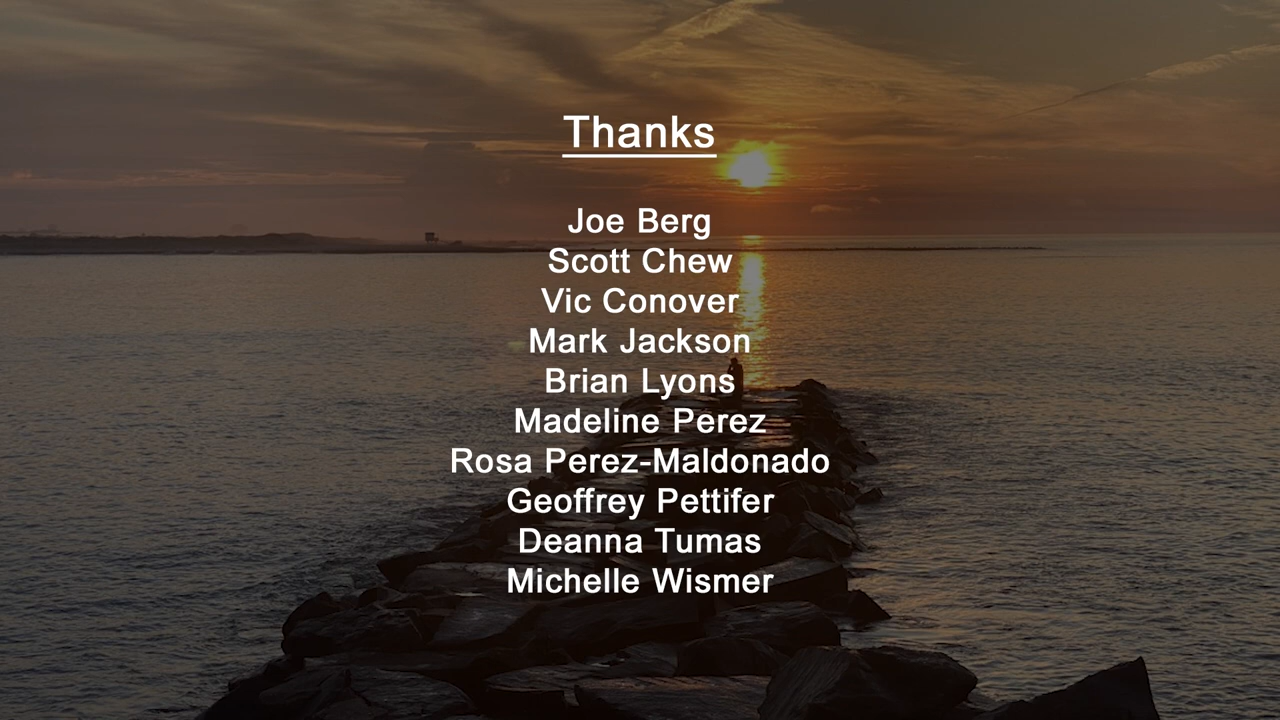 Thanks
Joe Berg
Scott Chew
Vic Conover
Mark Jackson
Brian Lyons
Madeline Perez
Rosa Perez-Maldonado
Geoffrey Pettifer
Deanna Tumas
Michelle Wismer